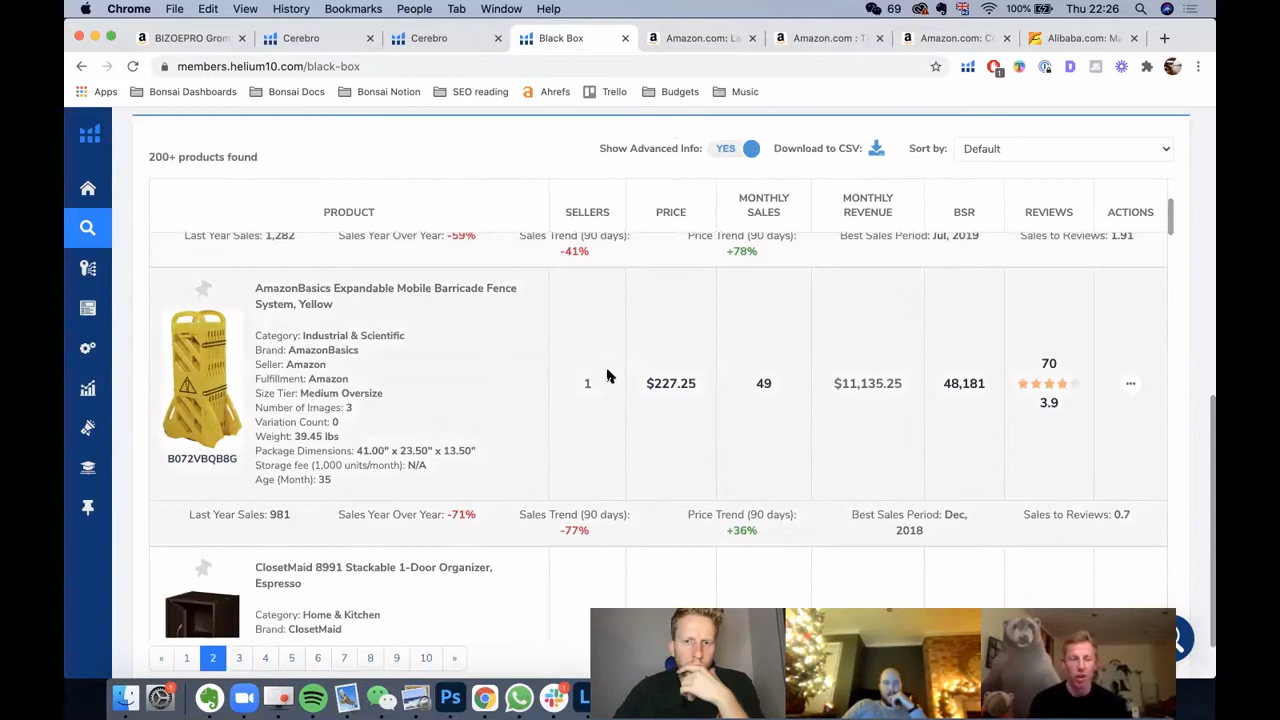 Chrome File Edit View History Bookmarks People Tab Window Help 69 100% Thu 22:26
BIZOEPRO Grom Cerebro Cerebro Black Box Amazon.com: La Amazon.com : T Amazon.com: C Alibaba.com: Ma
members.helium10.com/black-box
Apps Bonsai Dashboards Bonsai Docs Bonsai Notion SEO reading Ahrefs Trello Budgets Music
200+ products found Show Advanced Info: YES Download to CSV: Sort by: Default
PRODUCT SELLERS PRICE MONTHLY SALES MONTHLY REVENUE BSR REVIEWS ACTIONS
Last Year Sales: 1,282 Sales Year Over Year: -59% Sales Trend (90 days): -41% Price Trend (90 days): +78% Best Sales Period: Jul, 2019 Sales to Reviews: 1.91
AmazonBasics Expandable Mobile Barricade Fence
System, Yellow
Category: Industrial & Scientific
Brand: AmazonBasics
Seller: Amazon
Fulfillment: Amazon
Size Tier: Medium Oversize
Number of Images: 3
Variation Count: 0
Weight: 39.45 lbs
Package Dimensions: 41.00" x 23.50" x 13.50"
Storage fee (1,000 units/month): N/A
Age (Month): 35
B072VBQB8G
1 $227.25 49 $11,135.25 48,181
70
3.9
Last Year Sales: 981 Sales Year Over Year: -71% Sales Trend (90 days): -77% Price Trend (90 days): +36% Best Sales Period: Dec, 2018 Sales to Reviews: 0.7
ClosetMaid 8991 Stackable 1-Door Organizer,
Espresso
Category: Home & Kitchen
Brand: ClosetMaid
« 1 2 3 4 5 6 7 8 9 10 »